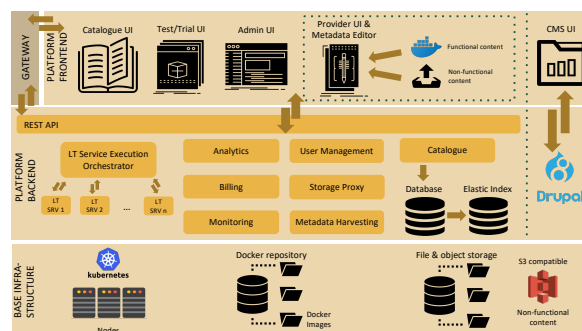 GATEWAY
PLATFORM
FRONTEND
Catalogue UI
Test/Trial UI
Admin UI
Provider UI &
Metadata Editor
Functional content
Non-functional
content
CMS UI
REST API
PLATFORM
BACKEND
LT Service Execution
Orchestrator
LT
SRV 1
LT
SRV 2
...
LT
SRV n
Analytics
User Management
Catalogue
Billing
Storage Proxy
Monitoring
Metadata Harvesting
Database
Elastic Index
Drupal
BASE INFRA-
STRUCTURE
kubernetes
Nodes
Docker repository
Docker
Images
File & object storage
S3 compatible
Non-functional
content